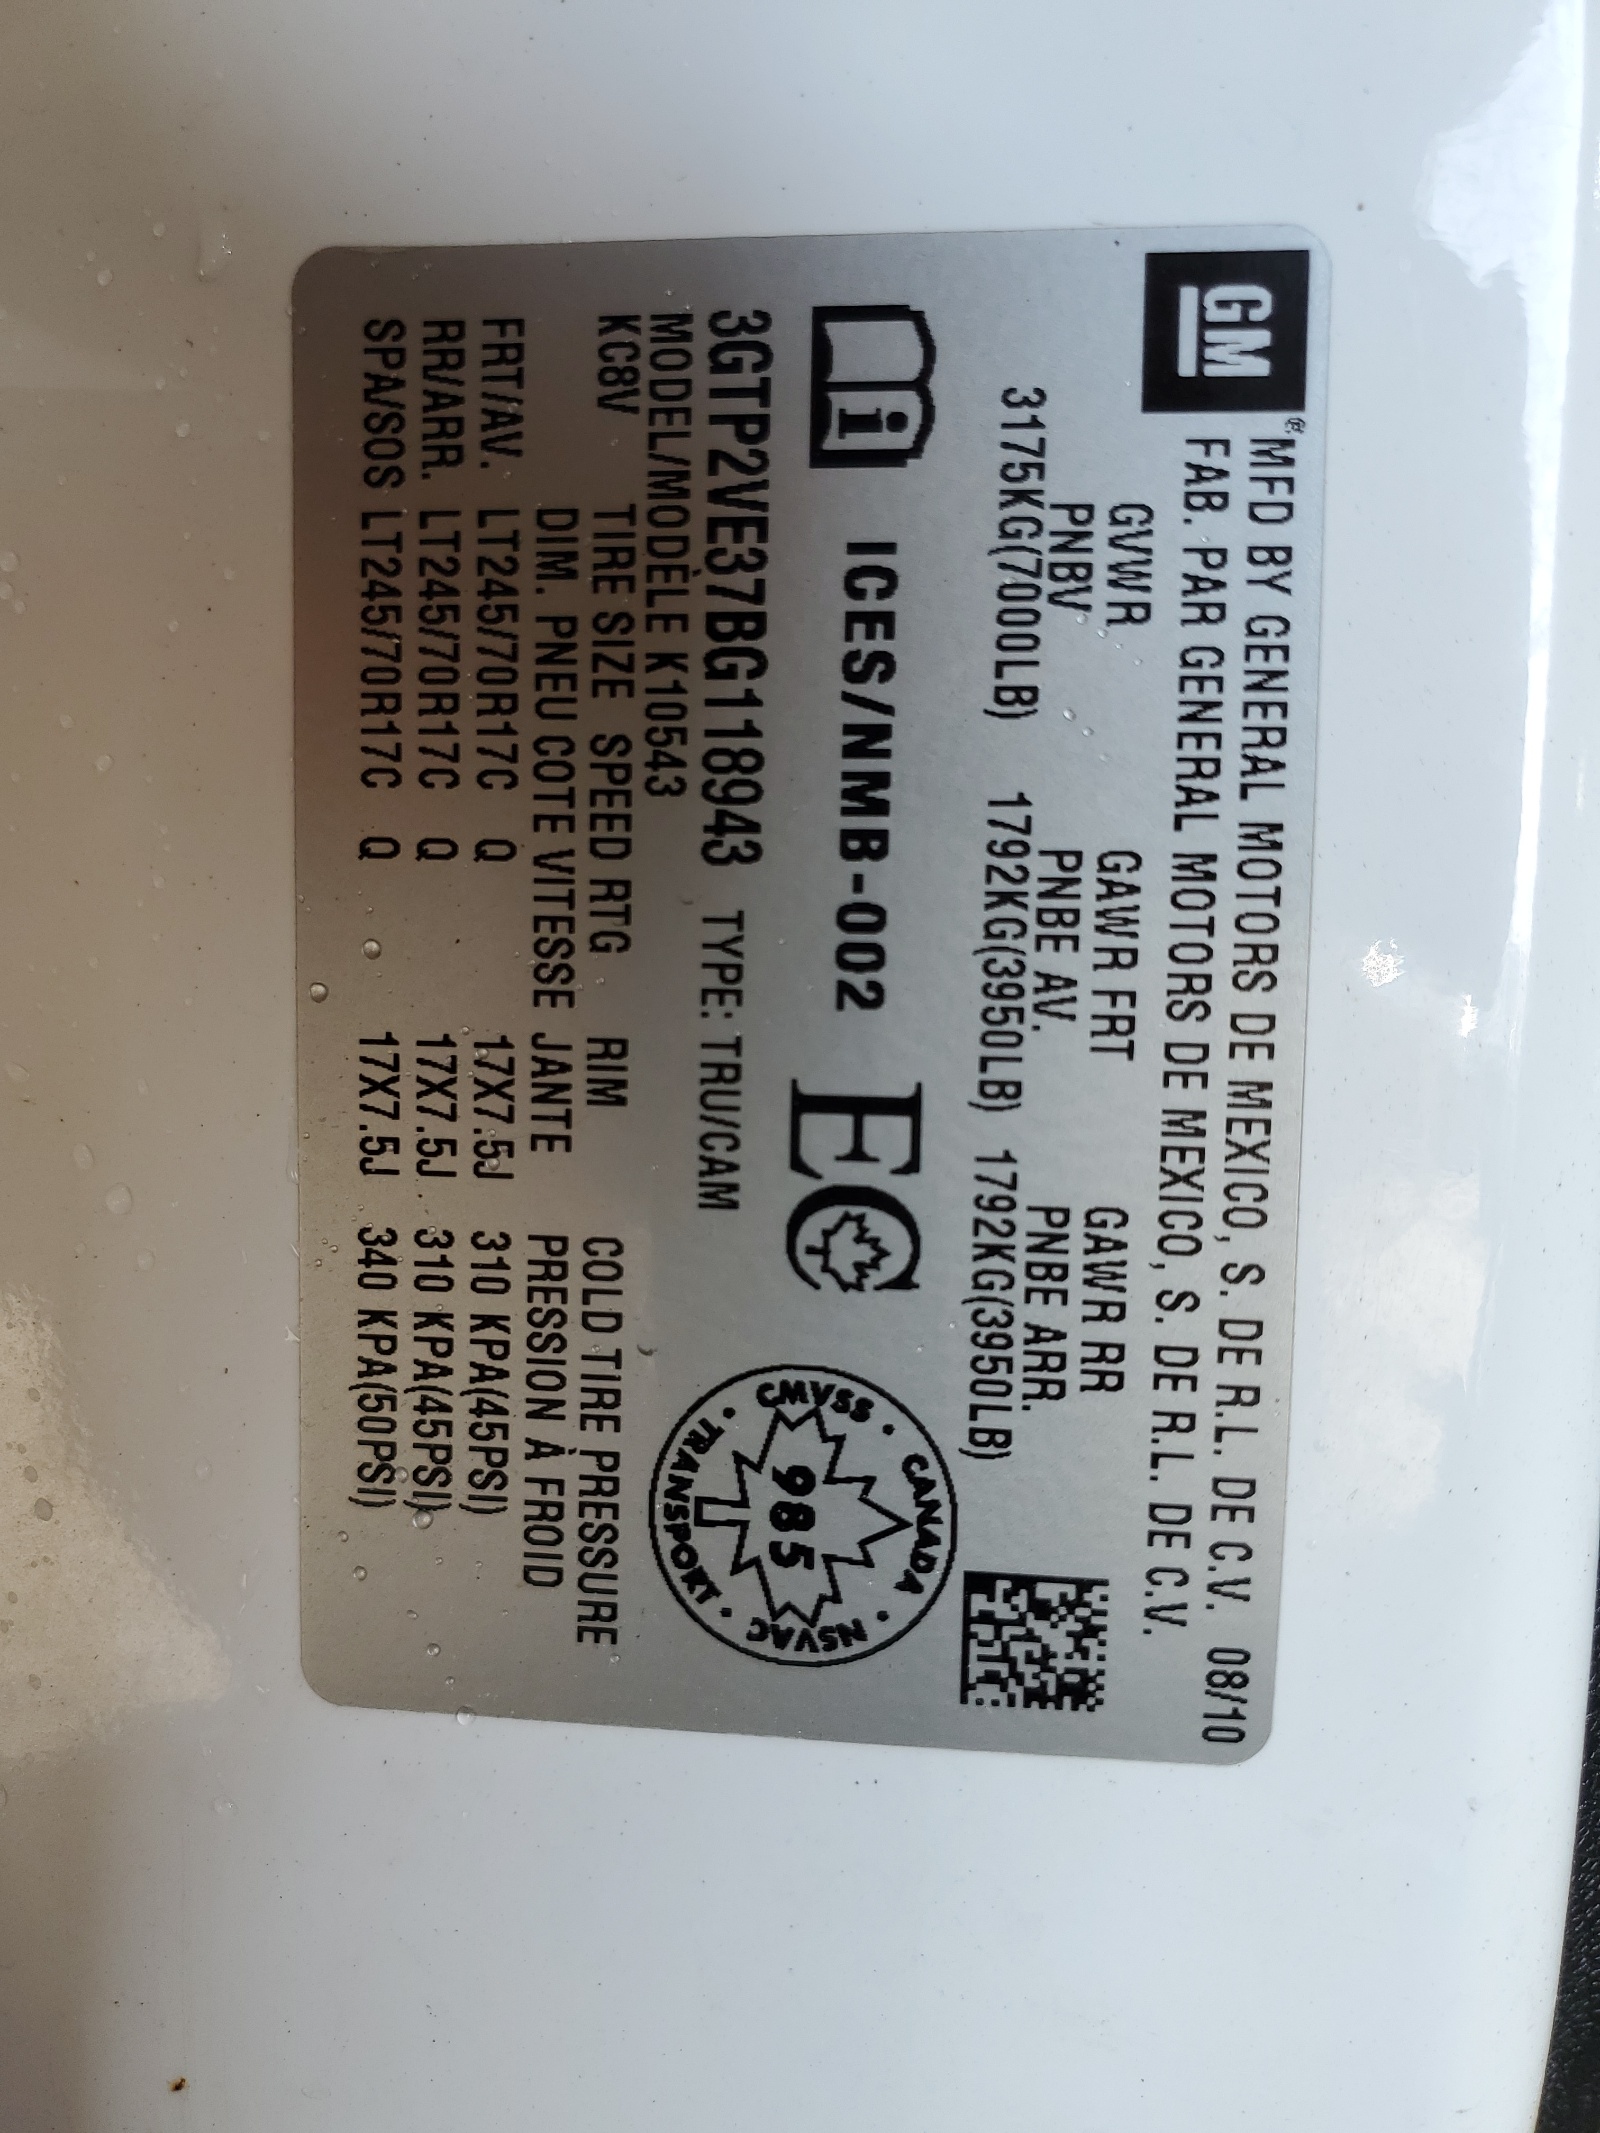 GM
® MFD BY GENERAL MOTORS DE MEXICO, S. DE R.L. DE C.V. 08/10
FAB. PAR GENERAL MOTORS DE MEXICO, S. DE R.L. DE C.V.
GVWR GAWR FRT GAWR RR
PNBV PNBE AV. PNBE ARR.
3175KG(7000LB) 1792KG(3950LB) 1792KG(3950LB)
i ICES/NMB-002 EC
CMVSS · CANADA · NSVAC · TRANSPORT ·
985
3GTP2VE37BG118943 TYPE: TRU/CAM
MODEL/MODÈLE K10543
KC8V TIRE SIZE SPEED RTG RIM COLD TIRE PRESSURE
DIM. PNEU COTE VITESSE JANTE PRESSION À FROID
FRT/AV. LT245/70R17C Q 17X7.5J 310 KPA(45PSI)
RR/ARR. LT245/70R17C Q 17X7.5J 310 KPA(45PSI)
SPA/SOS LT245/70R17C Q 17X7.5J 340 KPA(50PSI)